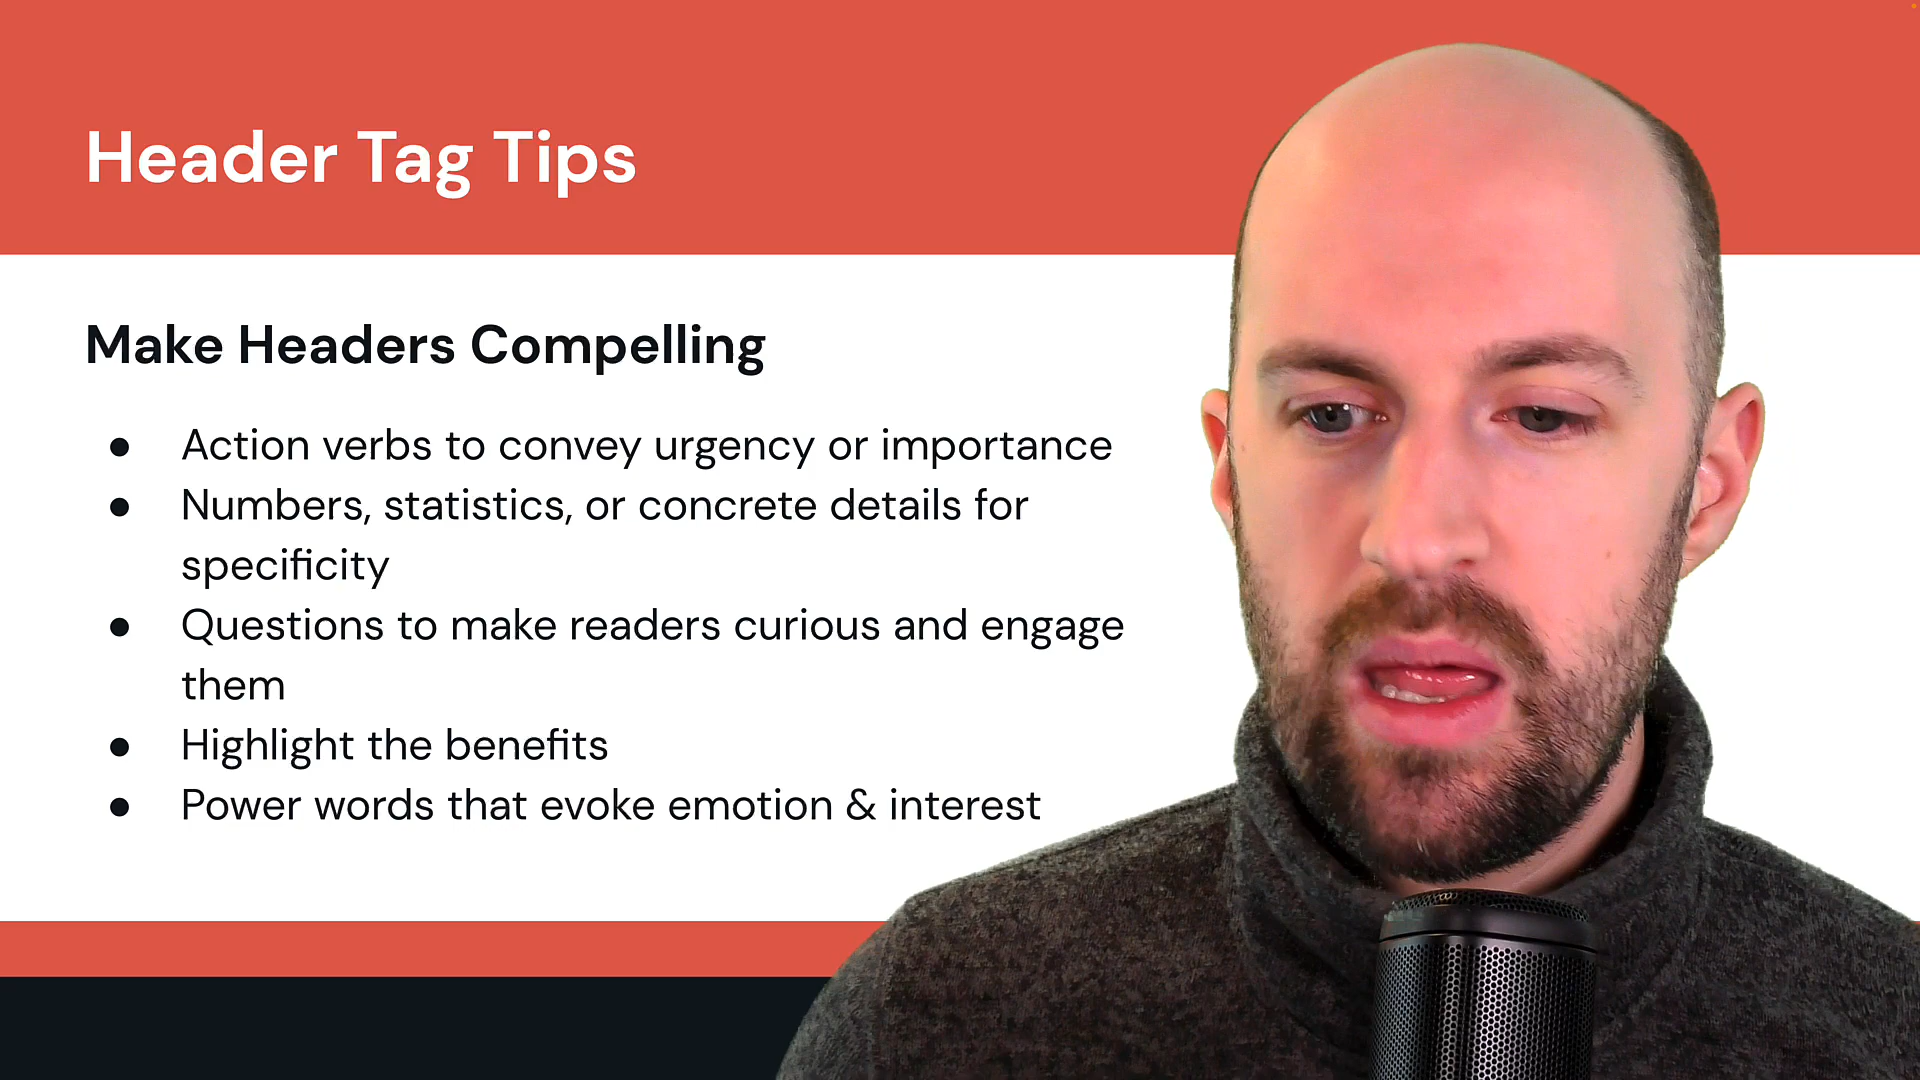 Header Tag Tips
Make Headers Compelling
● Action verbs to convey urgency or importance
● Numbers, statistics, or concrete details for
specificity
● Questions to make readers curious and engage
them
● Highlight the benefits
● Power words that evoke emotion & interest